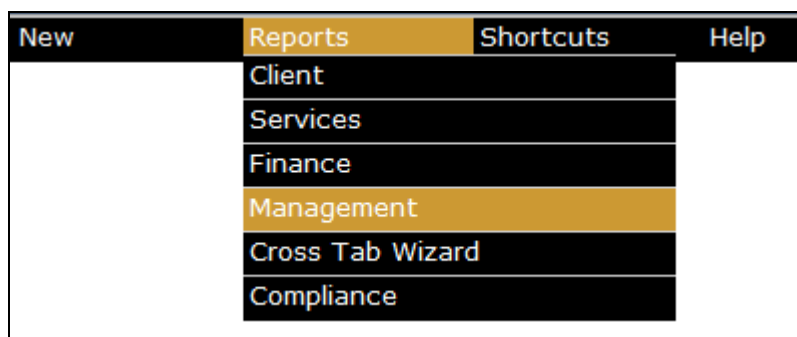 New Reports Shortcuts Help
Client
Services
Finance
Management
Cross Tab Wizard
Compliance